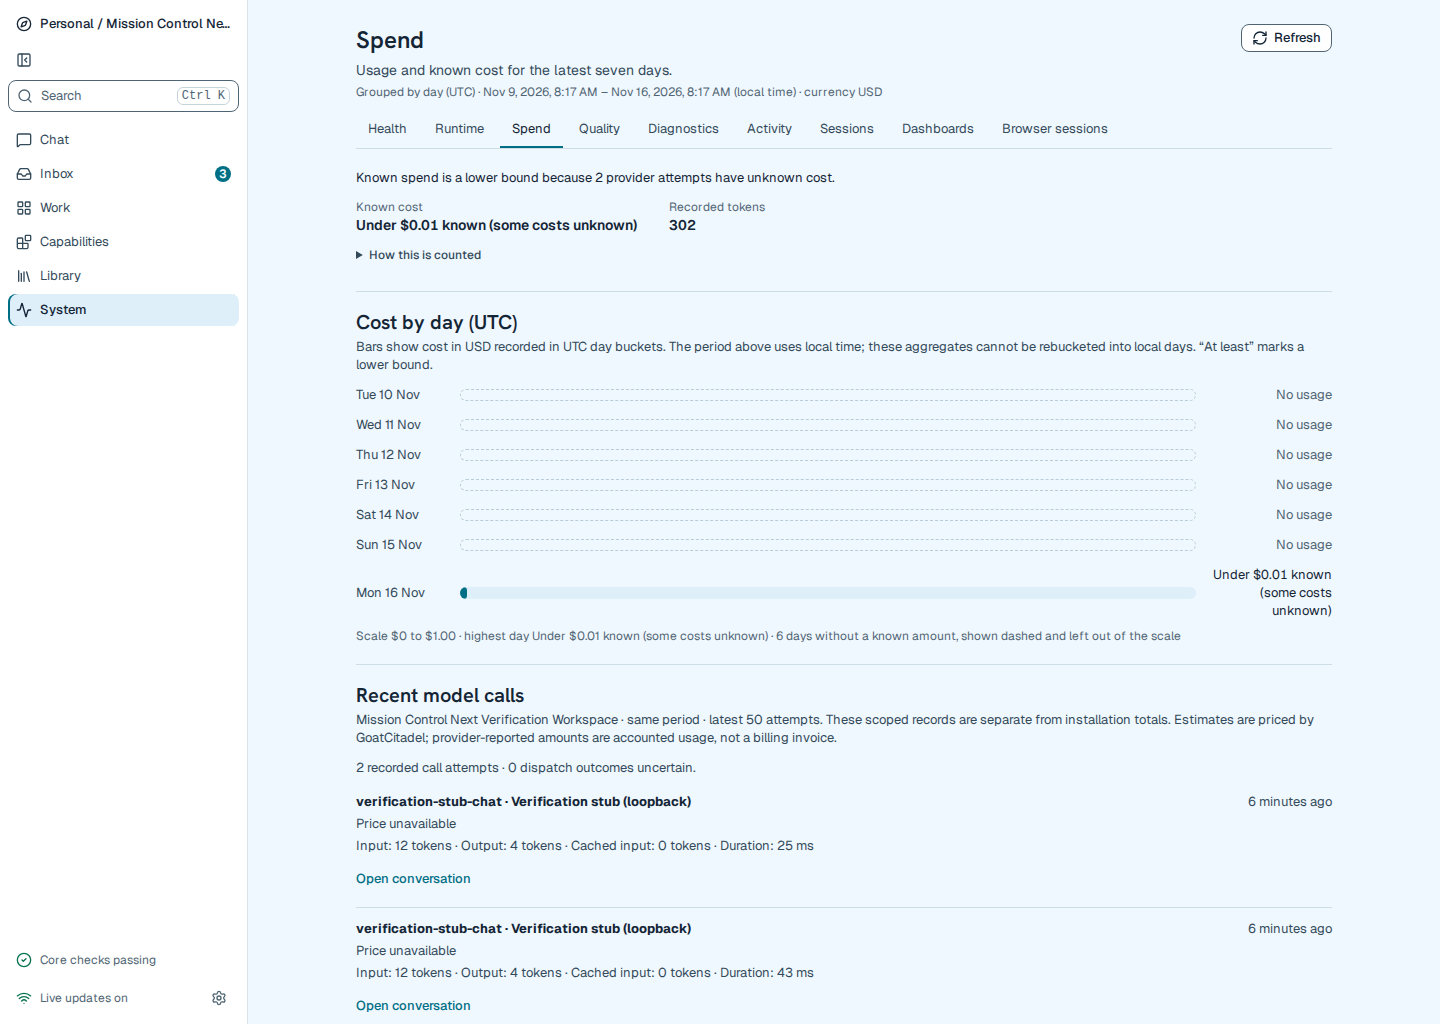 Personal / Mission Control Ne...
Search
Ctrl K
Chat
Inbox
3
Work
Capabilities
Library
System
Core checks passing
Live updates on
Spend
Refresh
Usage and known cost for the latest seven days.
Grouped by day (UTC) · Nov 9, 2026, 8:17 AM – Nov 16, 2026, 8:17 AM (local time) · currency USD
Health
Runtime
Spend
Quality
Diagnostics
Activity
Sessions
Dashboards
Browser sessions
Known spend is a lower bound because 2 provider attempts have unknown cost.
Known cost
Under $0.01 known (some costs unknown)
Recorded tokens
302
How this is counted
Cost by day (UTC)
Bars show cost in USD recorded in UTC day buckets. The period above uses local time; these aggregates cannot be rebucketed into local days. “At least” marks a
lower bound.
Tue 10 Nov
No usage
Wed 11 Nov
No usage
Thu 12 Nov
No usage
Fri 13 Nov
No usage
Sat 14 Nov
No usage
Sun 15 Nov
No usage
Mon 16 Nov
Under $0.01 known
(some costs
unknown)
Scale $0 to $1.00 · highest day Under $0.01 known (some costs unknown) · 6 days without a known amount, shown dashed and left out of the scale
Recent model calls
Mission Control Next Verification Workspace · same period · latest 50 attempts. These scoped records are separate from installation totals. Estimates are priced by
GoatCitadel; provider-reported amounts are accounted usage, not a billing invoice.
2 recorded call attempts · 0 dispatch outcomes uncertain.
verification-stub-chat · Verification stub (loopback)
6 minutes ago
Price unavailable
Input: 12 tokens · Output: 4 tokens · Cached input: 0 tokens · Duration: 25 ms
Open conversation
verification-stub-chat · Verification stub (loopback)
6 minutes ago
Price unavailable
Input: 12 tokens · Output: 4 tokens · Cached input: 0 tokens · Duration: 43 ms
Open conversation